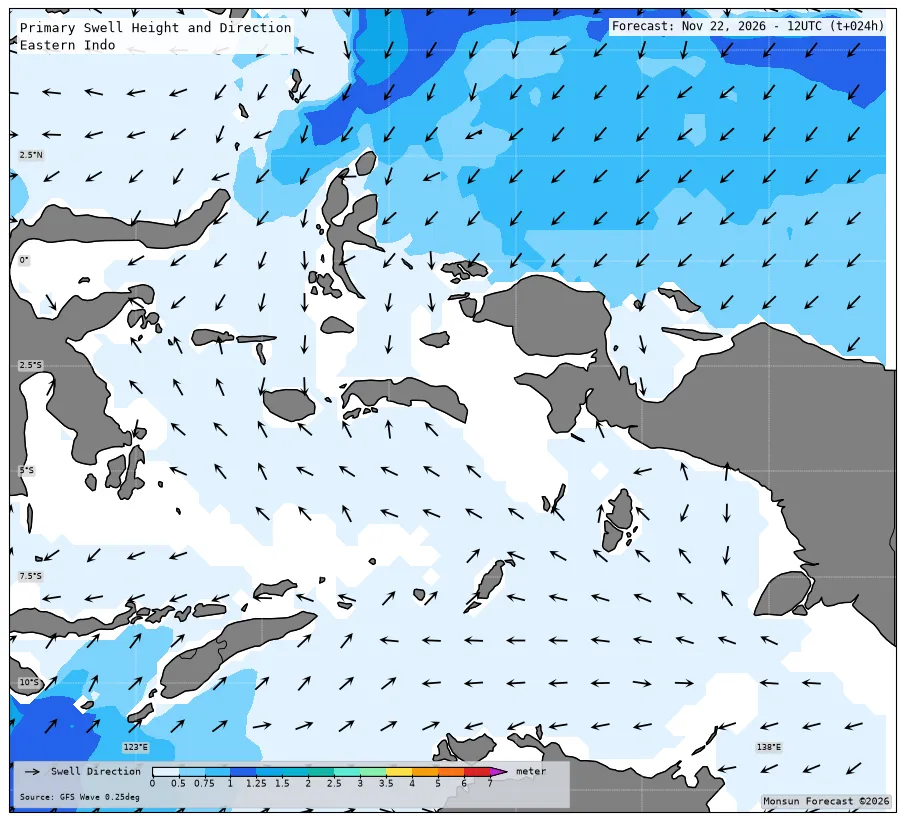 Primary Swell Height and Direction
Eastern Indo
Forecast: Nov 22, 2026 - 12UTC (t+024h)
2.5°N
0°
2.5°S
5°S
7.5°S
10°S
123°E
138°E
Swell Direction
0 0.5 0.75 1 1.25 1.5 2 2.5 3 3.5 4 5 6 7
meter
Source: GFS Wave 0.25deg
Monsun Forecast ©2026